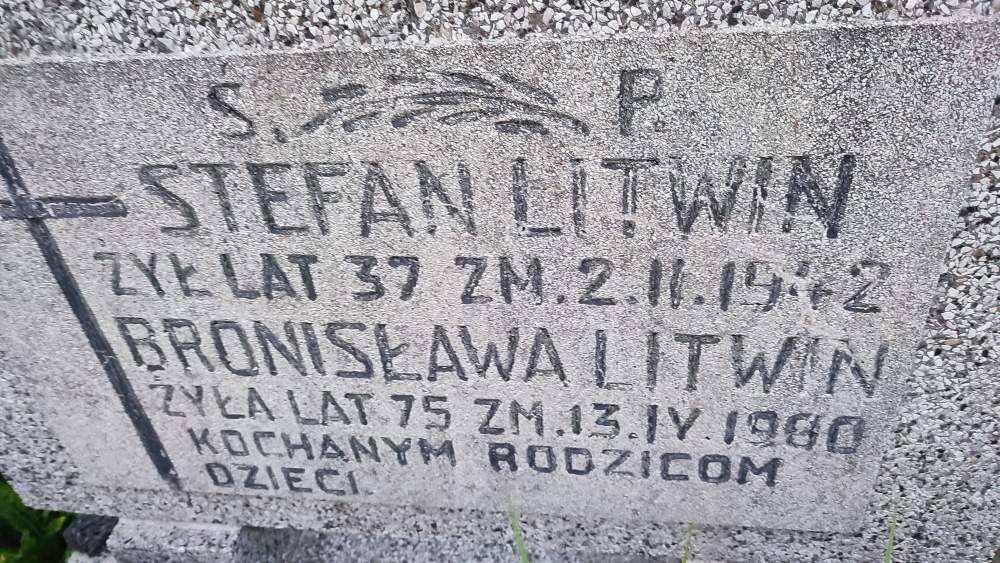 S. P.
STEFAN LITWIN
ŻYŁ LAT 37 ZM. 2.II.1942
BRONISŁAWA LITWIN
ŻYŁA LAT 75 ZM. 13.IV.1980
KOCHANYM RODZICOM
DZIECI